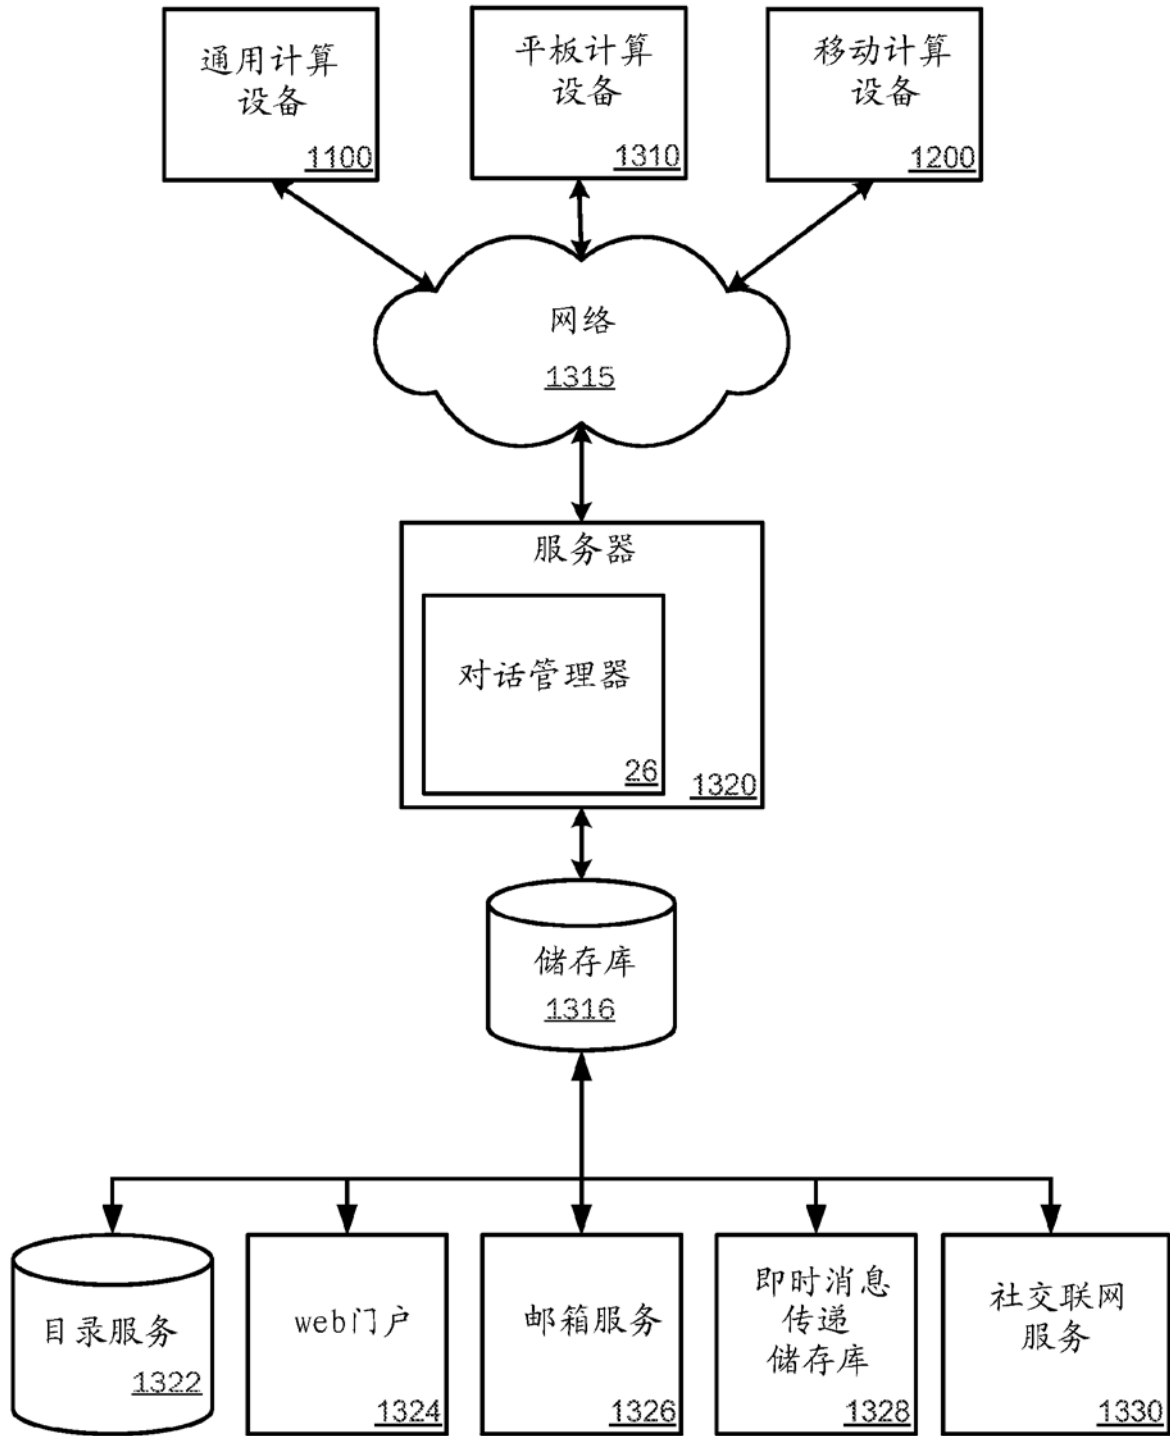 通用计算
设备
1100
平板计算
设备
1310
移动计算
设备
1200
网络
1315
服务器
对话管理器
26
1320
储存库
1316
目录服务
1322
web门户
1324
邮箱服务
1326
即时消息
传递
储存库
1328
社交联网
服务
1330